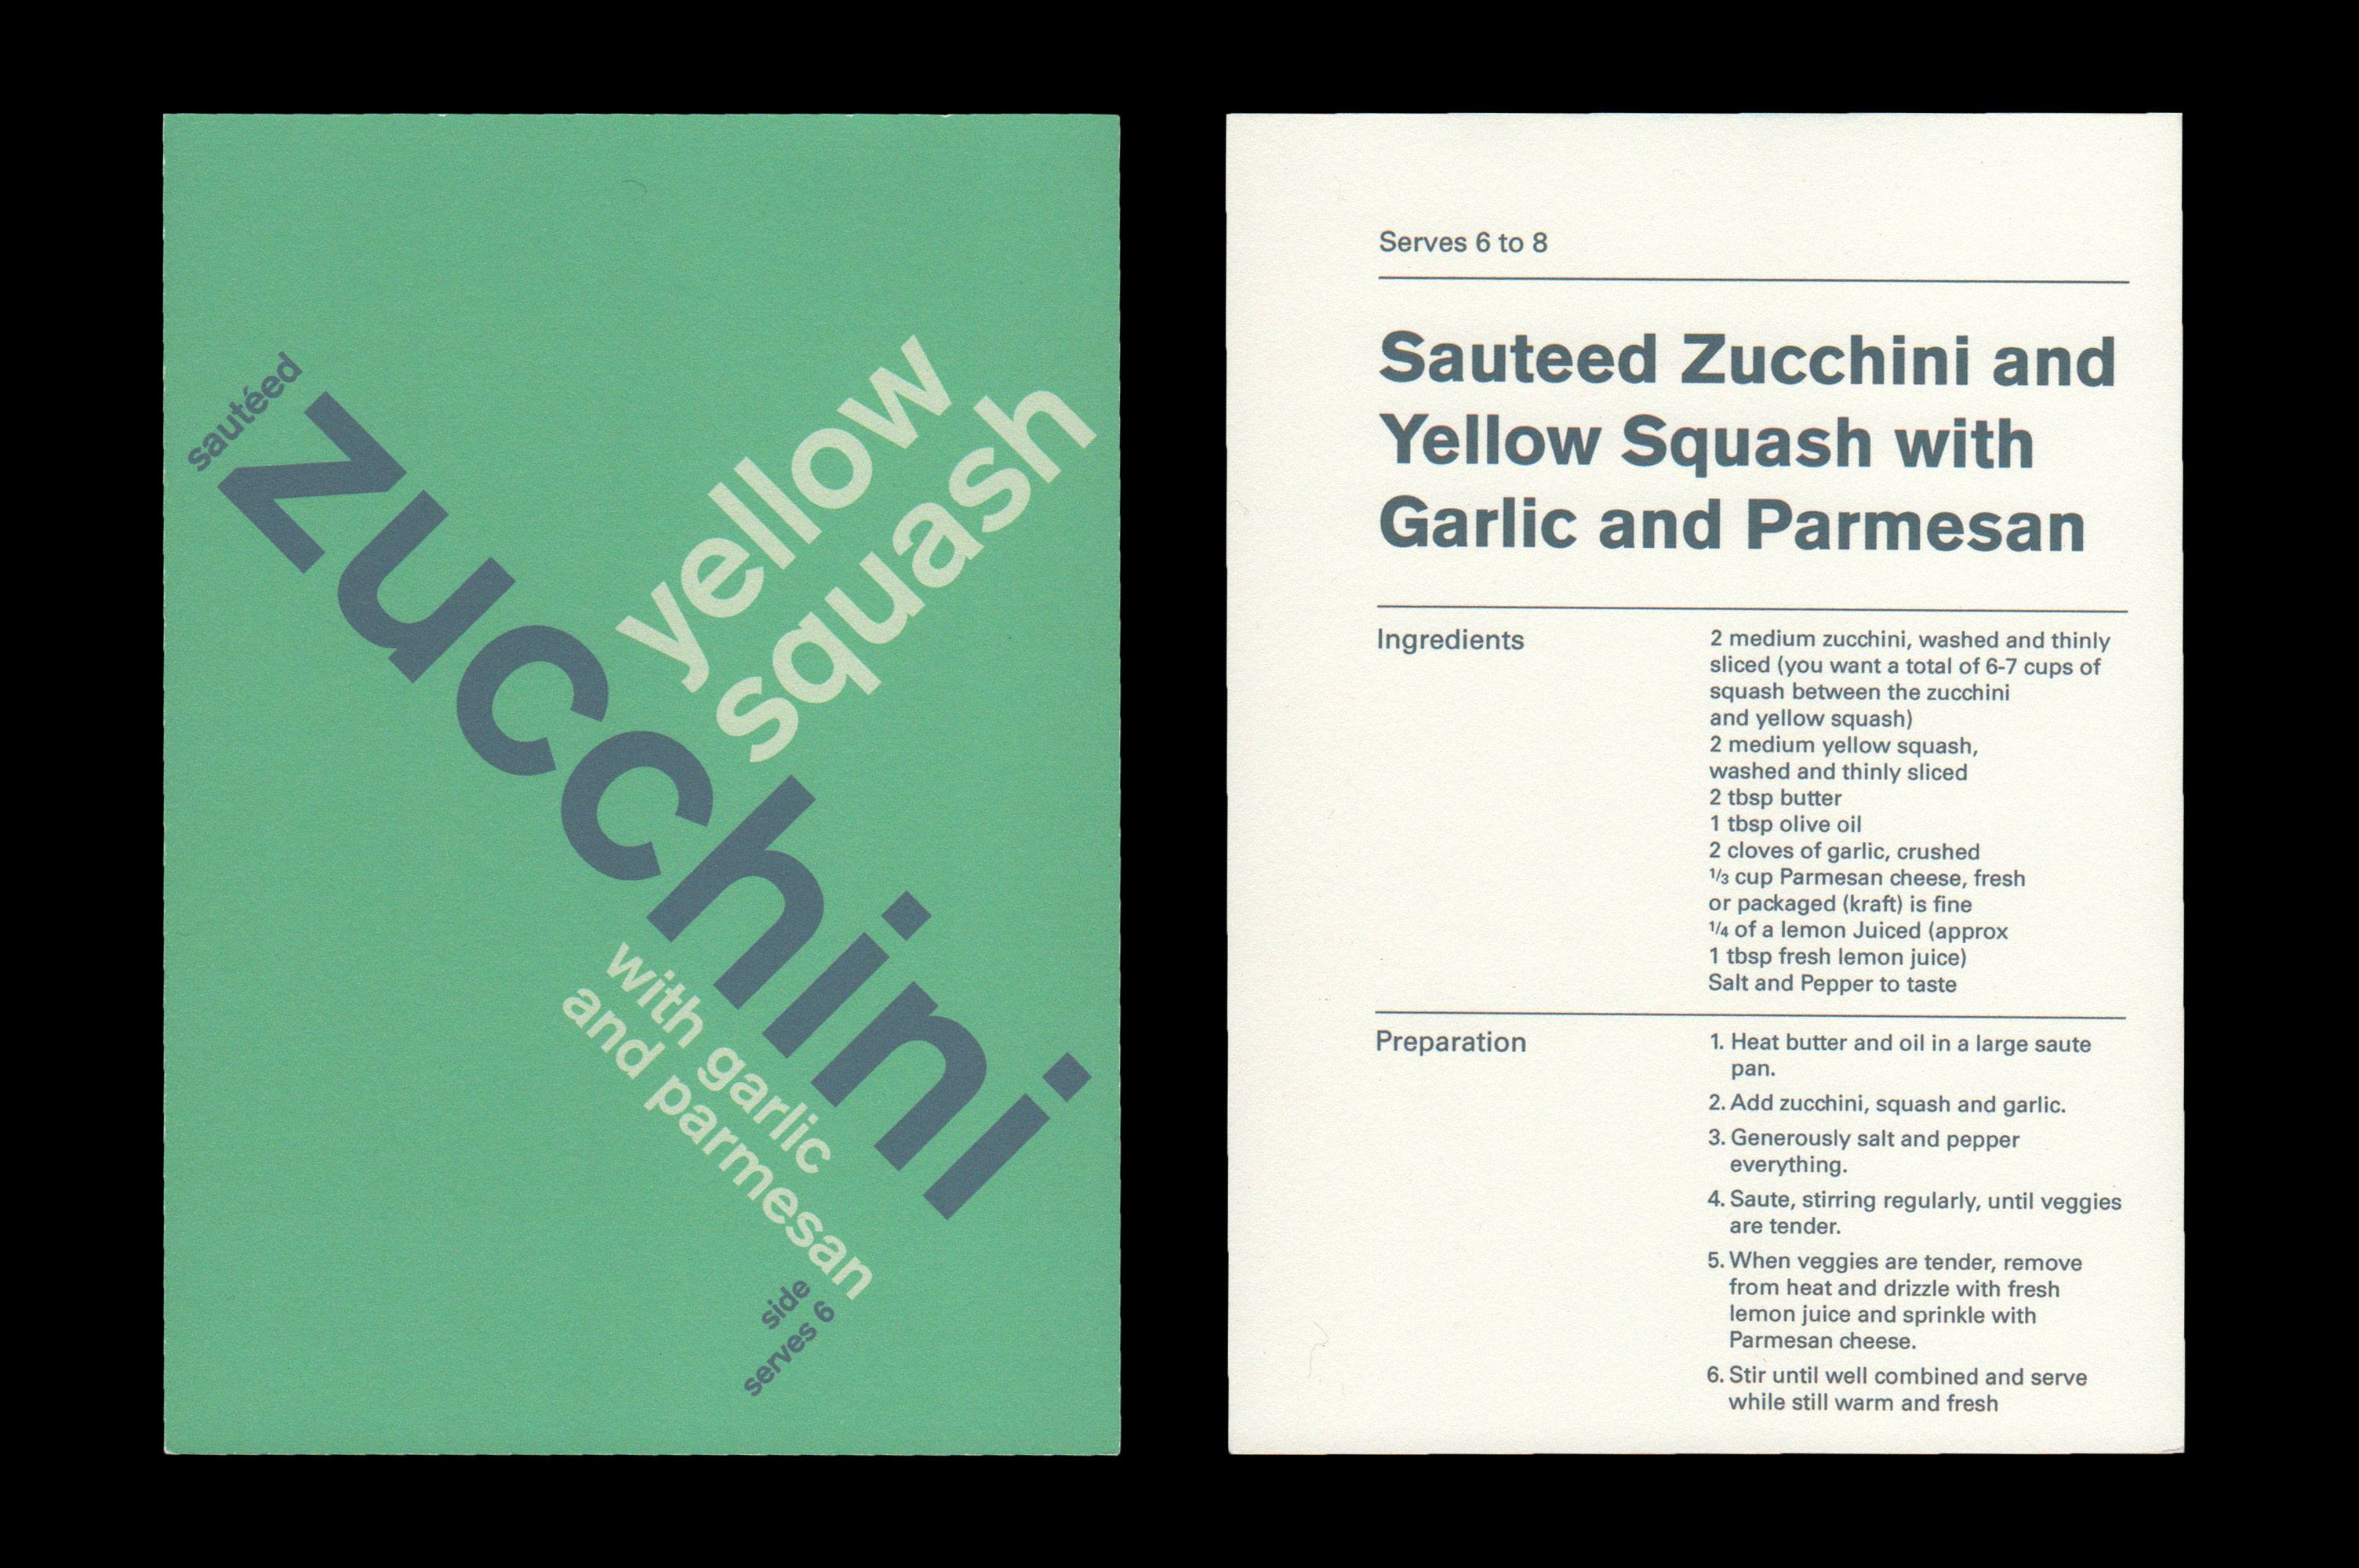 sautéed
zucchini
yellow
squash
with garlic
and parmesan
side
serves 6
Serves 6 to 8
Sauteed Zucchini and
Yellow Squash with
Garlic and Parmesan
Ingredients
2 medium zucchini, washed and thinly
sliced (you want a total of 6-7 cups of
squash between the zucchini
and yellow squash)
2 medium yellow squash,
washed and thinly sliced
2 tbsp butter
1 tbsp olive oil
2 cloves of garlic, crushed
1/3 cup Parmesan cheese, fresh
or packaged (kraft) is fine
1/4 of a lemon Juiced (approx
1 tbsp fresh lemon juice)
Salt and Pepper to taste
Preparation
1. Heat butter and oil in a large saute
pan.
2. Add zucchini, squash and garlic.
3. Generously salt and pepper
everything.
4. Saute, stirring regularly, until veggies
are tender.
5. When veggies are tender, remove
from heat and drizzle with fresh
lemon juice and sprinkle with
Parmesan cheese.
6. Stir until well combined and serve
while still warm and fresh